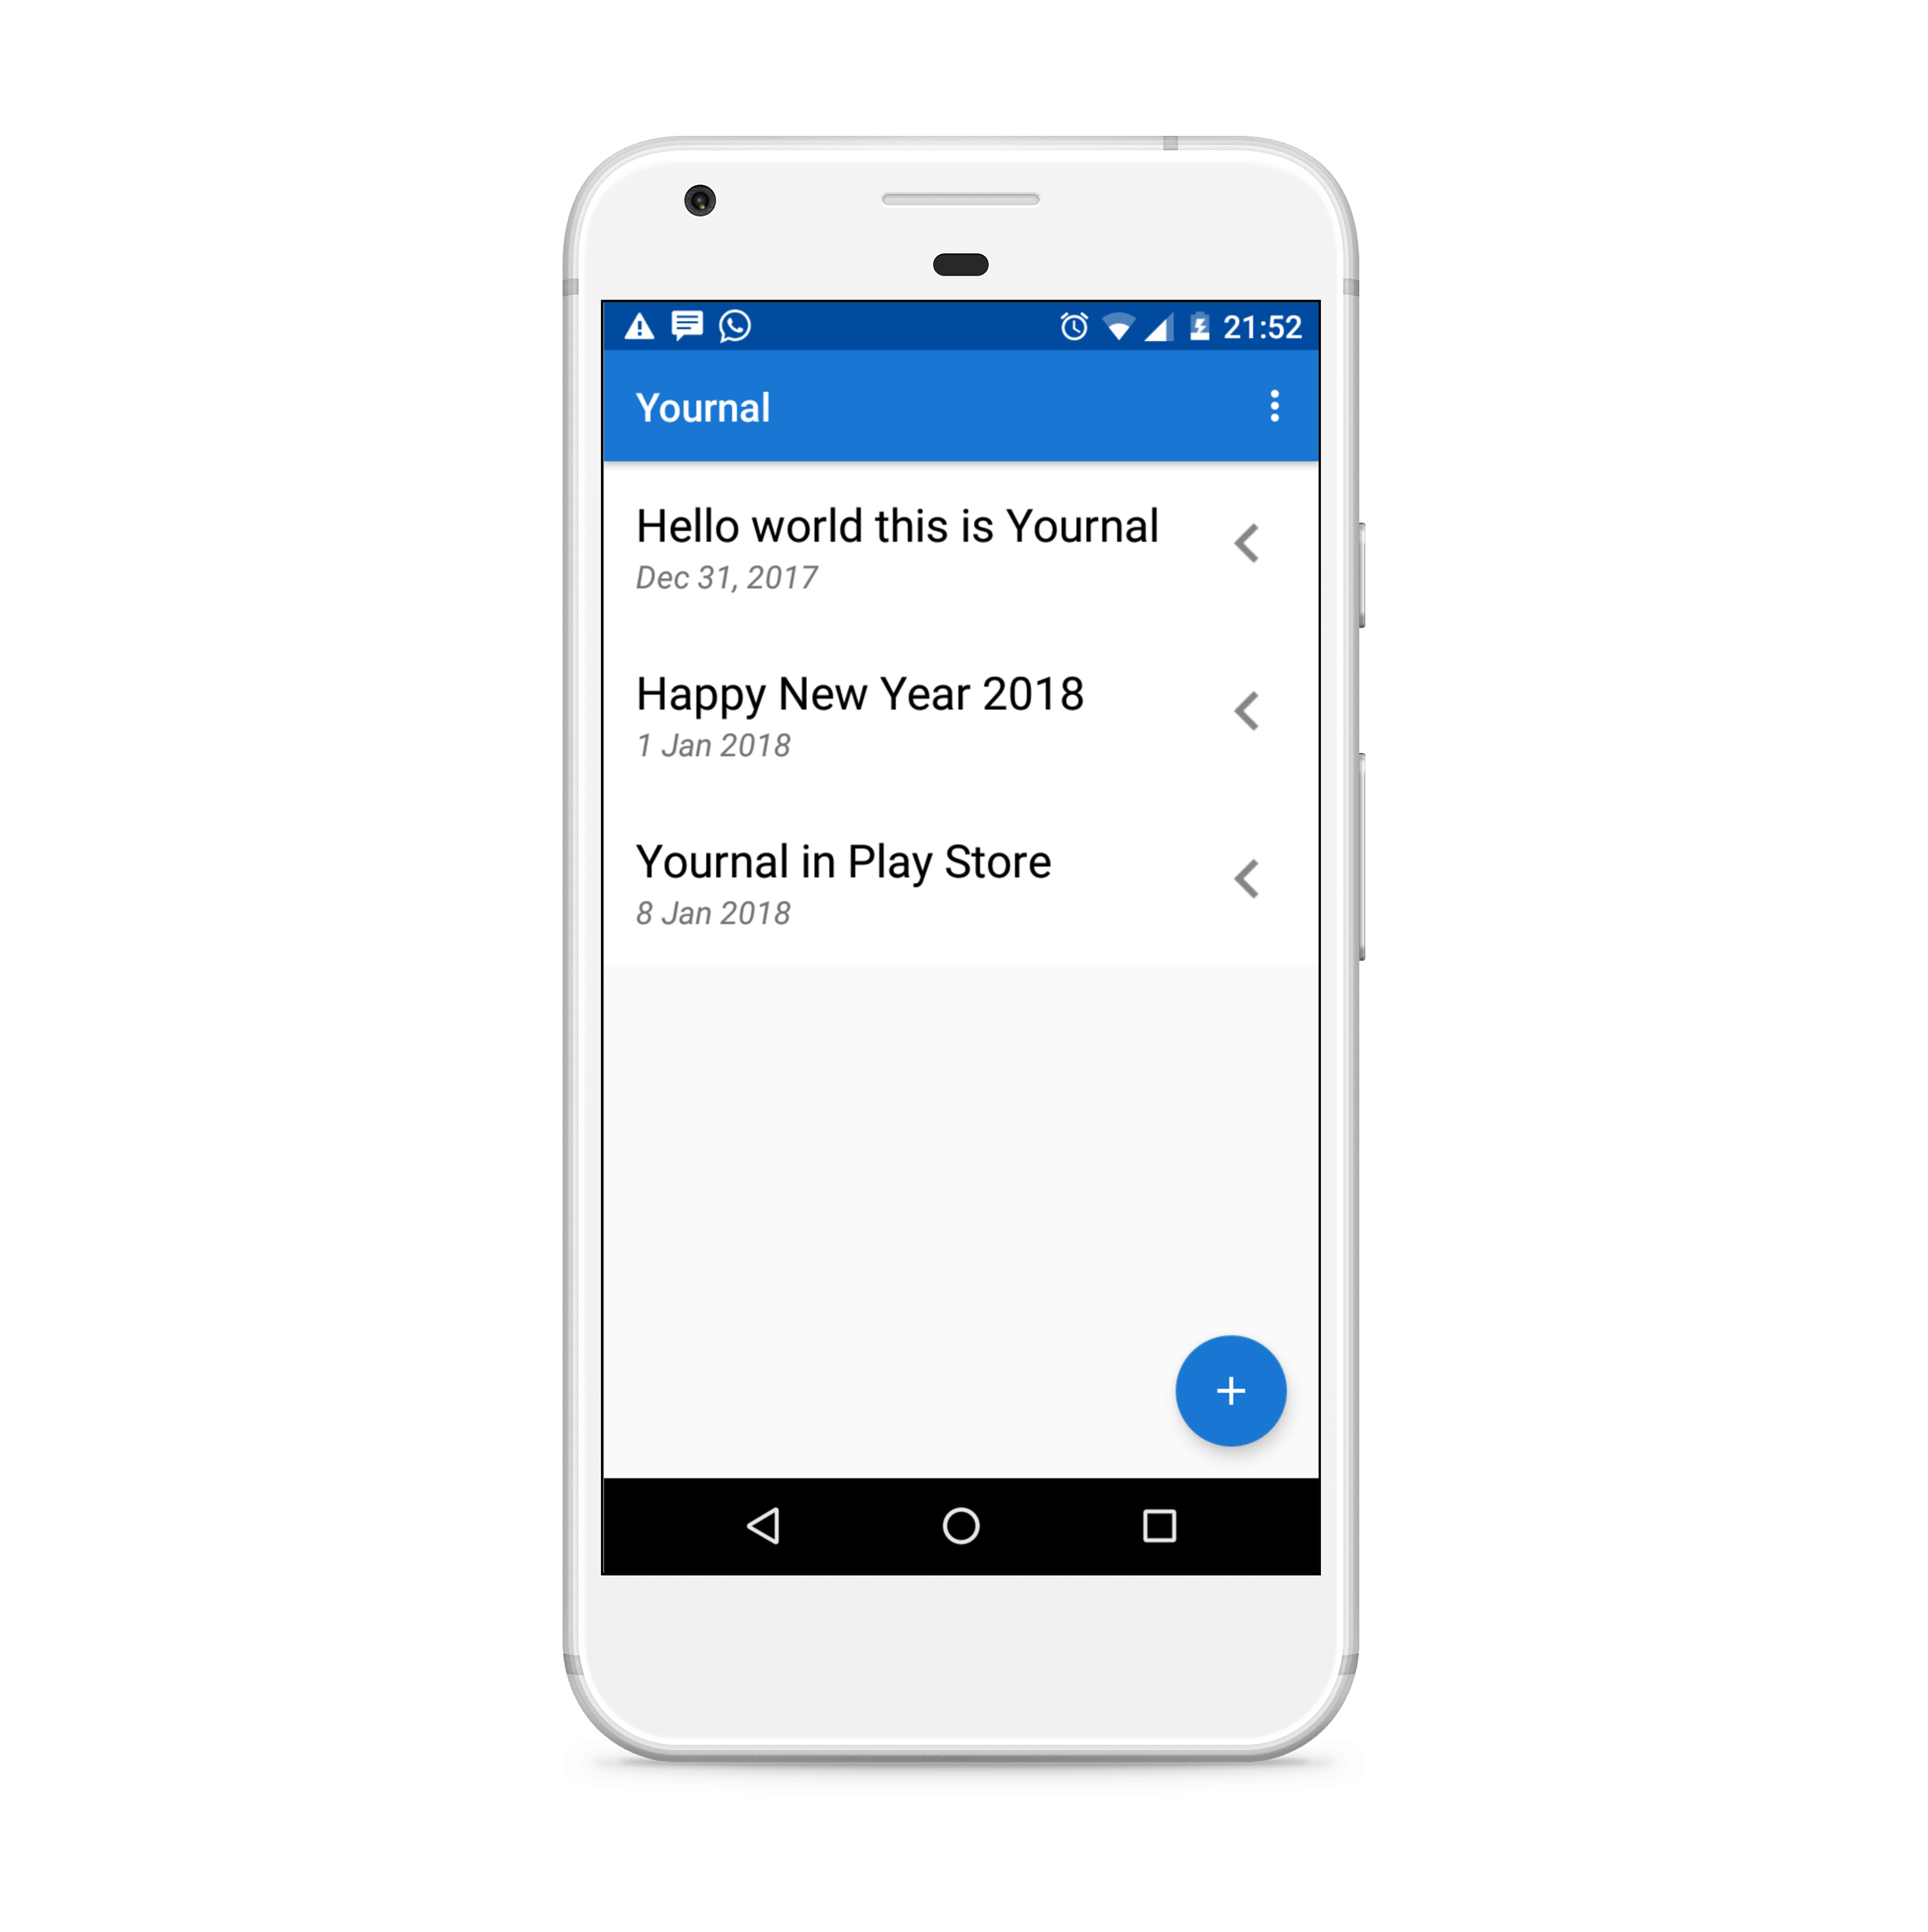 21:52
Yournal
Hello world this is Yournal
Dec 31, 2017
Happy New Year 2018
1 Jan 2018
Yournal in Play Store
8 Jan 2018